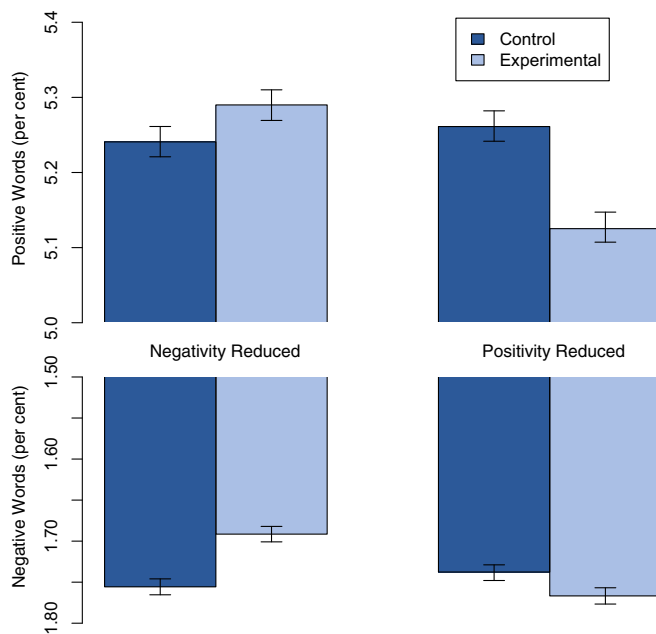 Control
Experimental
Positive Words (per cent)
5.4
5.3
5.2
5.1
5.0
Negativity Reduced
Positivity Reduced
Negative Words (per cent)
1.50
1.60
1.70
1.80